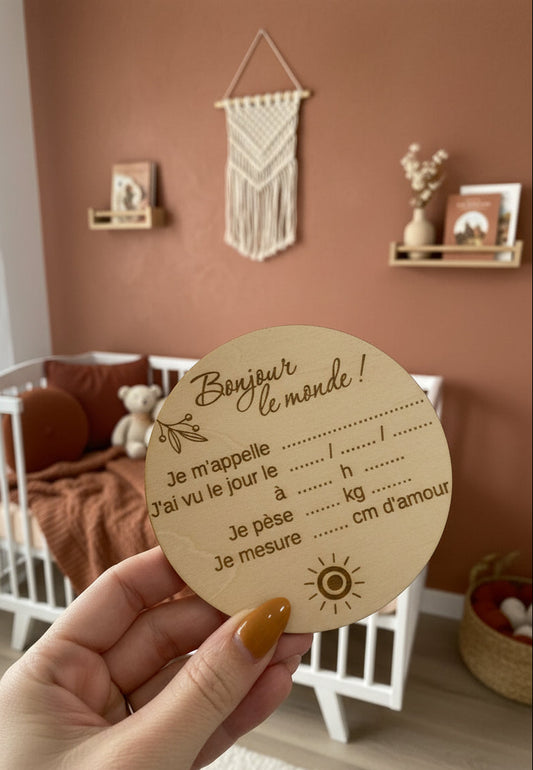 Bonjour
le monde !
Je m'appelle ........................
J'ai vu le jour le ....... / ....... / .......
à ...... h .......
Je pèse ...... kg .......
Je mesure ....... cm d'amour